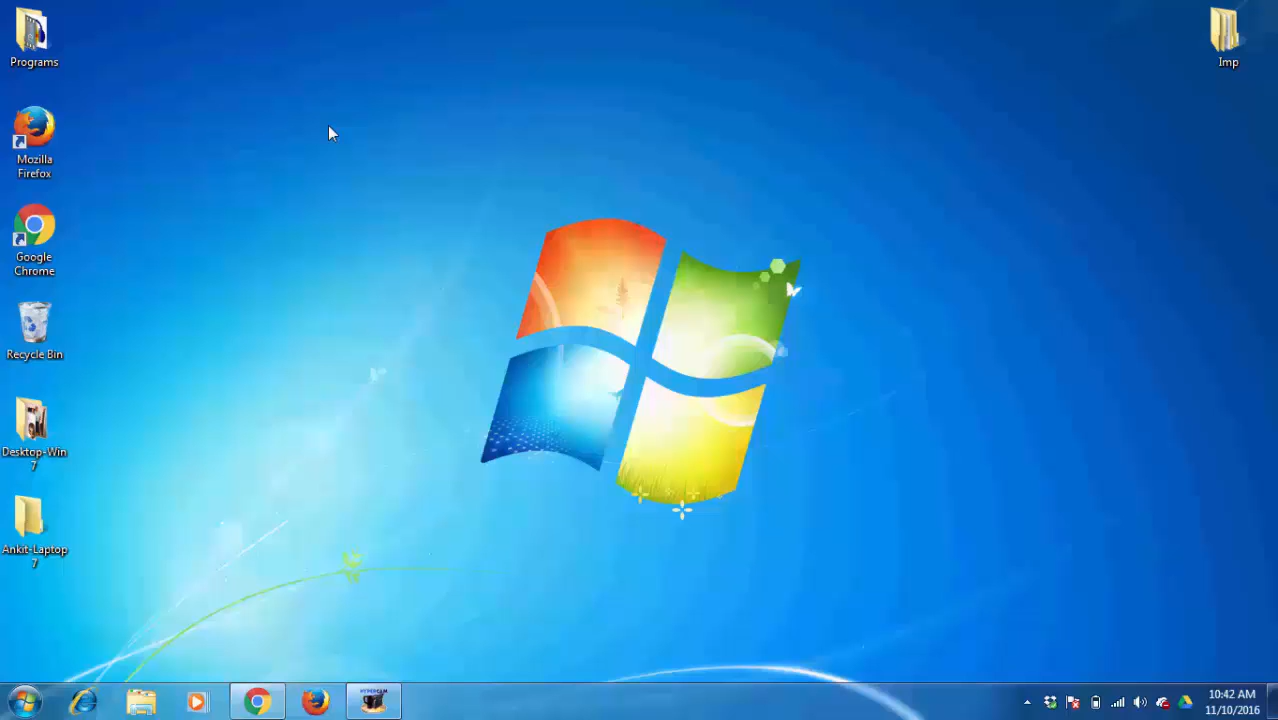 Programs
Imp
Mozilla
Firefox
Google
Chrome
Recycle Bin
Desktop-Win
7
Ankit-Laptop
7
HYPERCAM
10:42 AM
11/10/2016